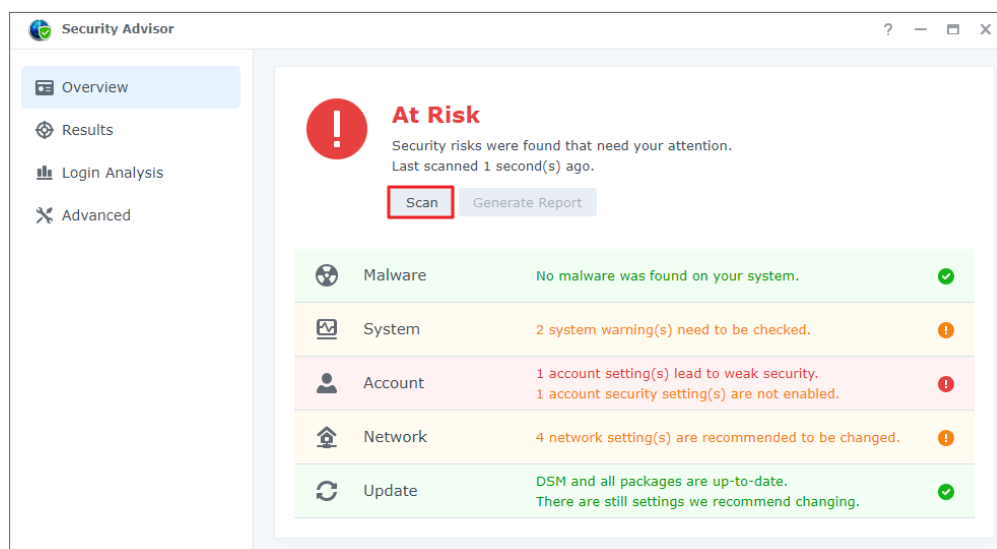 Security Advisor
?
Overview
Results
Login Analysis
Advanced
At Risk
Security risks were found that need your attention.
Last scanned 1 second(s) ago.
Scan Generate Report
Malware No malware was found on your system.
System 2 system warning(s) need to be checked.
Account 1 account setting(s) lead to weak security.
1 account security setting(s) are not enabled.
Network 4 network setting(s) are recommended to be changed.
Update DSM and all packages are up-to-date.
There are still settings we recommend changing.